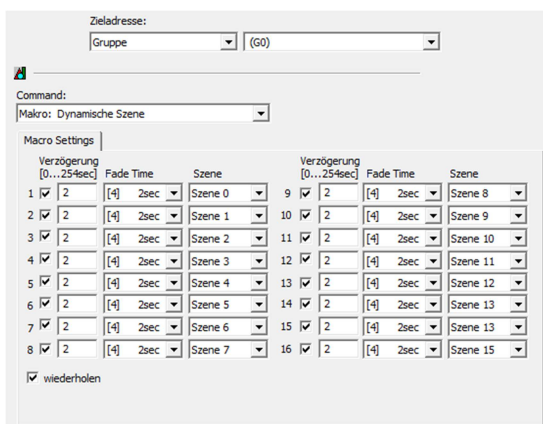 Zieladresse:
Gruppe (G0)
Command:
Makro: Dynamische Szene
Macro Settings
Verzögerung [0...254sec] Fade Time Szene
1 2 [4] 2sec Szene 0
2 2 [4] 2sec Szene 1
3 2 [4] 2sec Szene 2
4 2 [4] 2sec Szene 3
5 2 [4] 2sec Szene 4
6 2 [4] 2sec Szene 5
7 2 [4] 2sec Szene 6
8 2 [4] 2sec Szene 7
wiederholen
Verzögerung [0...254sec] Fade Time Szene
9 2 [4] 2sec Szene 8
10 2 [4] 2sec Szene 9
11 2 [4] 2sec Szene 10
12 2 [4] 2sec Szene 11
13 2 [4] 2sec Szene 12
14 2 [4] 2sec Szene 13
15 2 [4] 2sec Szene 13
16 2 [4] 2sec Szene 15